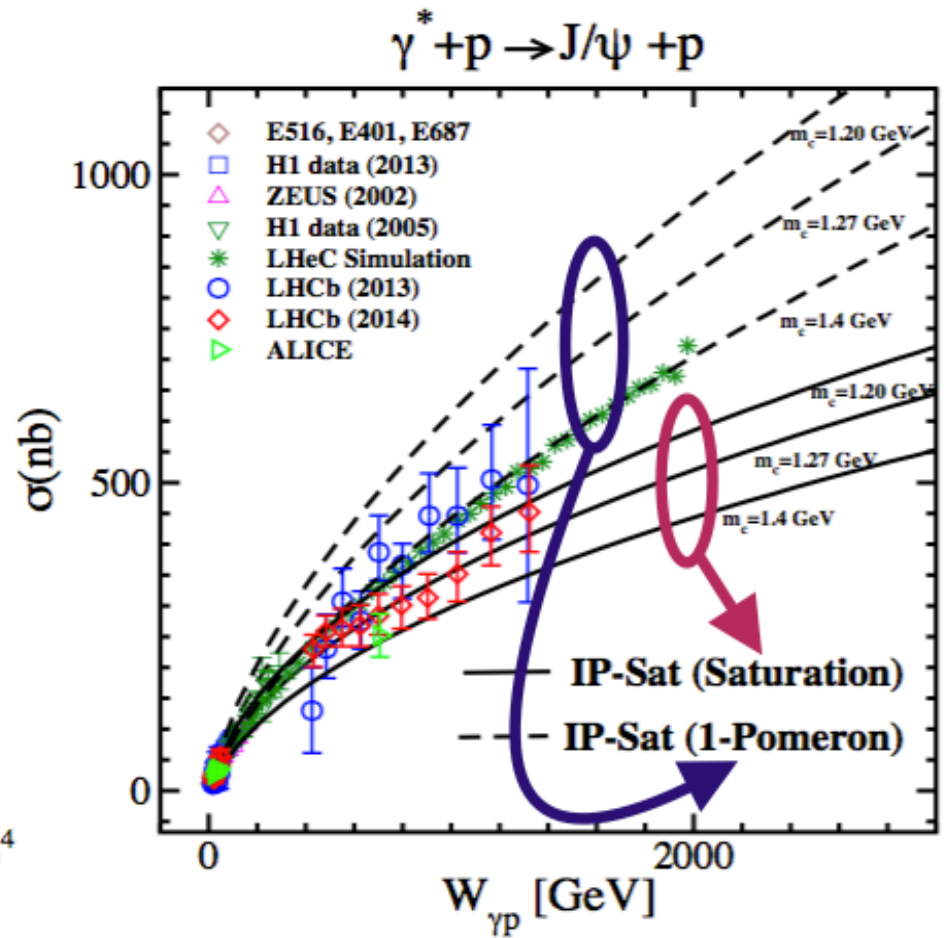 γ*+p → J/ψ +p
E516, E401, E687
H1 data (2013)
ZEUS (2002)
H1 data (2005)
LHeC Simulation
LHCb (2013)
LHCb (2014)
ALICE
m_c=1.20 GeV
m_c=1.27 GeV
m_c=1.4 GeV
m_c=1.20 GeV
m_c=1.27 GeV
m_c=1.4 GeV
IP-Sat (Saturation)
IP-Sat (1-Pomeron)
1000
500
0
σ(nb)
4
0
2000
W_γp [GeV]